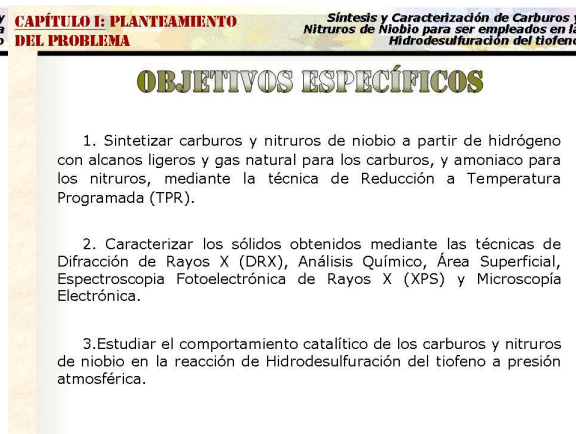 y CAPÍTULO I: PLANTEAMIENTO
a DEL PROBLEMA
o
Síntesis y Caracterización de Carburos y
Nitruros de Niobio para ser empleados en la
Hidrodesulfuración del tiofeno
OBJETIVOS ESPECÍFICOS
1. Sintetizar carburos y nitruros de niobio a partir de hidrógeno
con alcanos ligeros y gas natural para los carburos, y amoniaco para
los nitruros, mediante la técnica de Reducción a Temperatura
Programada (TPR).
2. Caracterizar los sólidos obtenidos mediante las técnicas de
Difracción de Rayos X (DRX), Análisis Químico, Área Superficial,
Espectroscopia Fotoelectrónica de Rayos X (XPS) y Microscopía
Electrónica.
3.Estudiar el comportamiento catalítico de los carburos y nitruros
de niobio en la reacción de Hidrodesulfuración del tiofeno a presión
atmosférica.